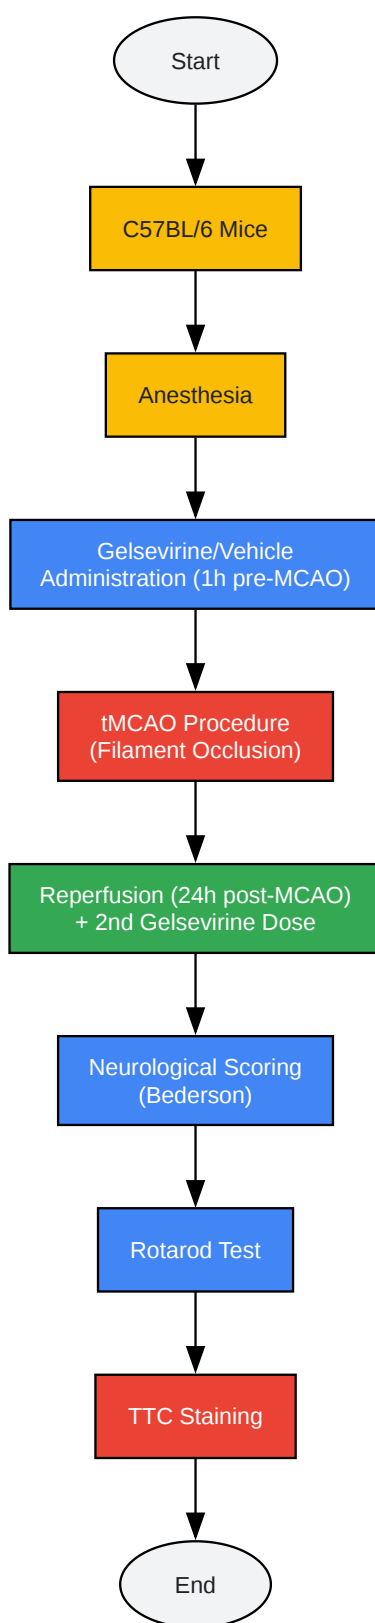 Start
C57BL/6 Mice
Anesthesia
Gelsevirine/Vehicle
Administration (1h pre-MCAO)
tMCAO Procedure
(Filament Occlusion)
Reperfusion (24h post-MCAO)
+ 2nd Gelsevirine Dose
Neurological Scoring
(Bederson)
Rotarod Test
TTC Staining
End